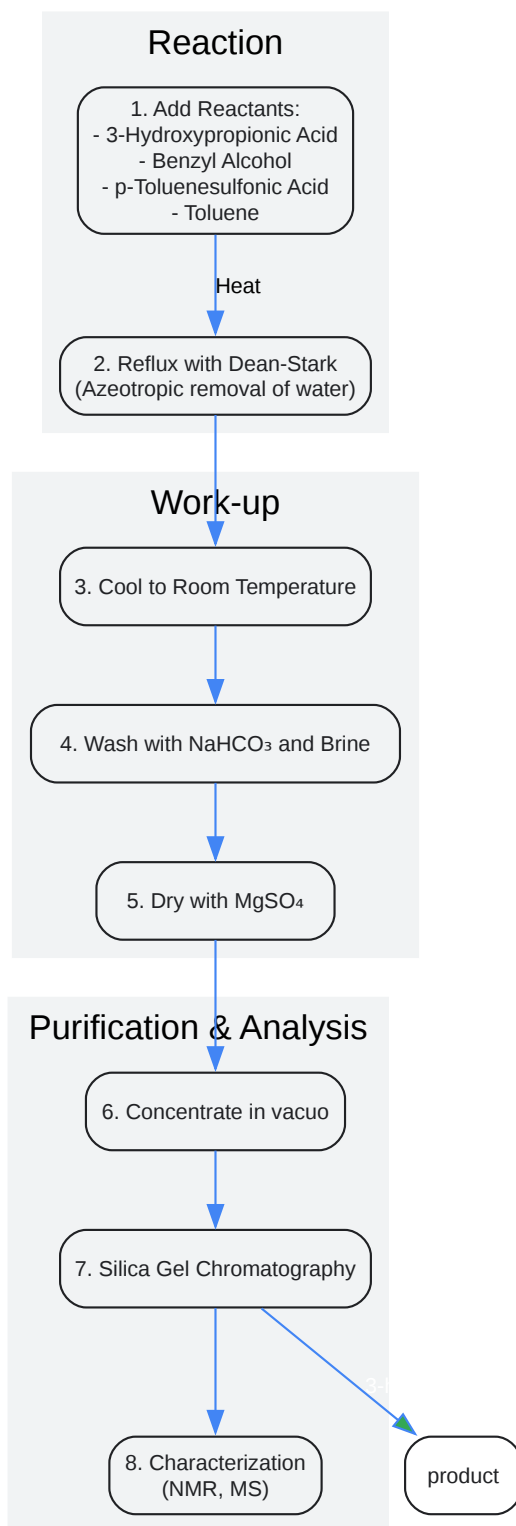 Reaction
1. Add Reactants:
- 3-Hydroxypropionic Acid
- Benzyl Alcohol
- p-Toluenesulfonic Acid
- Toluene
Heat
2. Reflux with Dean-Stark
(Azeotropic removal of water)
Work-up
3. Cool to Room Temperature
4. Wash with NaHCO₃ and Brine
5. Dry with MgSO₄
Purification & Analysis
6. Concentrate in vacuo
7. Silica Gel Chromatography
8. Characterization
(NMR, MS)
product